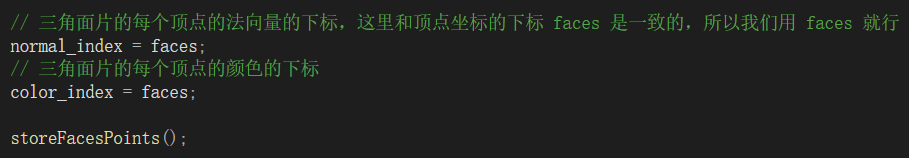 // 三角面片的每个顶点的法向量的下标，这里和顶点坐标的下标 faces 是一致的，所以我们用 faces 就行
normal_index = faces;
// 三角面片的每个顶点的颜色的下标
color_index = faces;
storeFacesPoints();